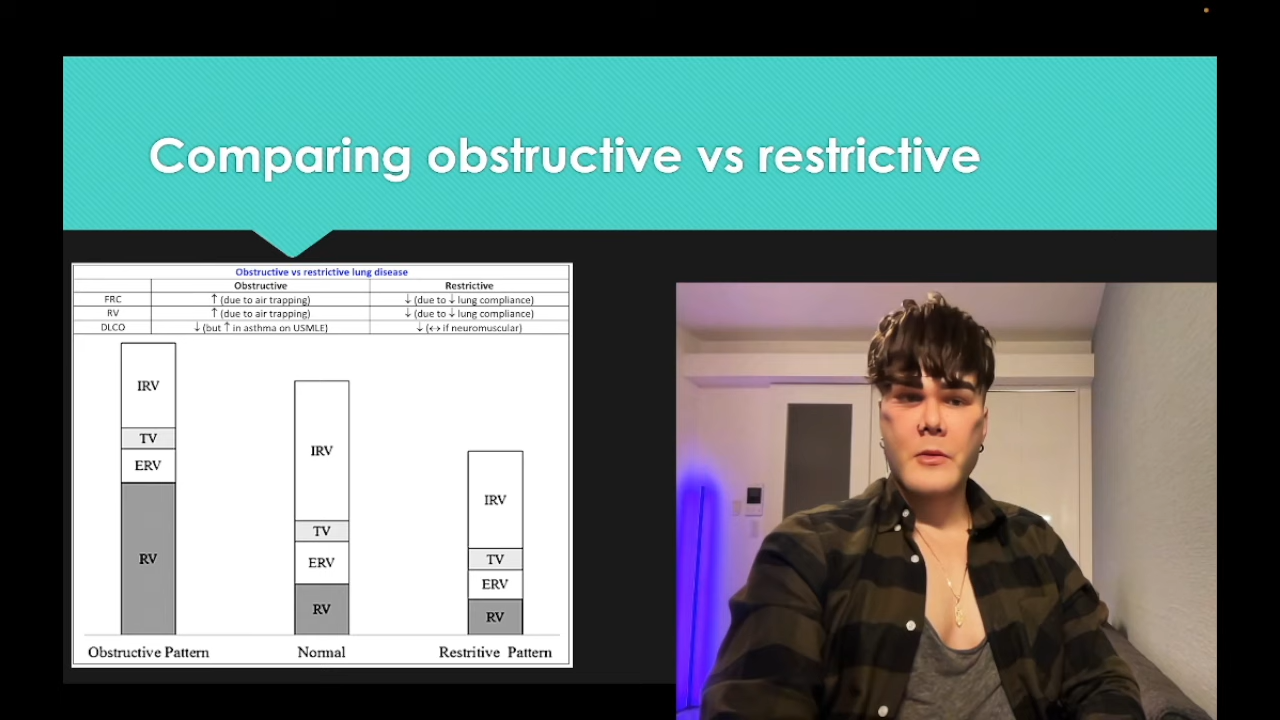 Comparing obstructive vs restrictive
Obstructive vs restrictive lung disease
Obstructive Restrictive
FRC ↑ (due to air trapping) ↓ (due to ↓ lung compliance)
RV ↑ (due to air trapping) ↓ (due to ↓ lung compliance)
DLCO ↓ (but ↑ in asthma on USMLE) ↓ (↔ if neuromuscular)
IRV
TV
ERV
RV
Obstructive Pattern
IRV
TV
ERV
RV
Normal
IRV
TV
ERV
RV
Restritive Pattern